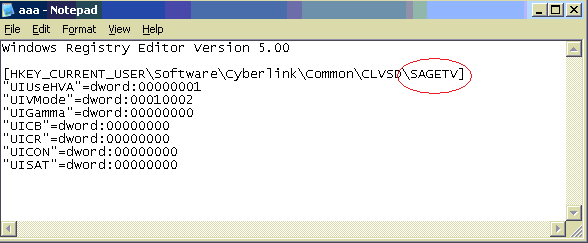 aaa - Notepad
File Edit Format View Help
Windows Registry Editor Version 5.00
[HKEY_CURRENT_USER\Software\Cyberlink\Common\CLVSD\SAGETV]
"UIUseHVA"=dword:00000001
"UIVMode"=dword:00010002
"UIGamma"=dword:00000000
"UICB"=dword:00000000
"UICR"=dword:00000000
"UICON"=dword:00000000
"UISAT"=dword:00000000